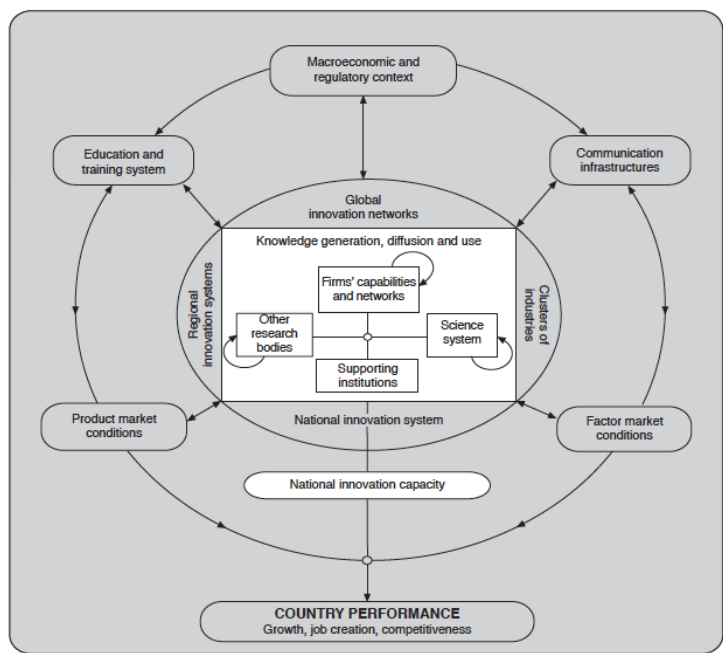 Macroeconomic and
regulatory context
Education and
training system
Communication
infrastructures
Global
innovation networks
Knowledge generation, diffusion and use
Regional
innovation systems
Firms' capabilities
and networks
Clusters of
industries
Other
research
bodies
Science
system
Supporting
institutions
Product market
conditions
National innovation system
Factor market
conditions
National innovation capacity
COUNTRY PERFORMANCE
Growth, job creation, competitiveness